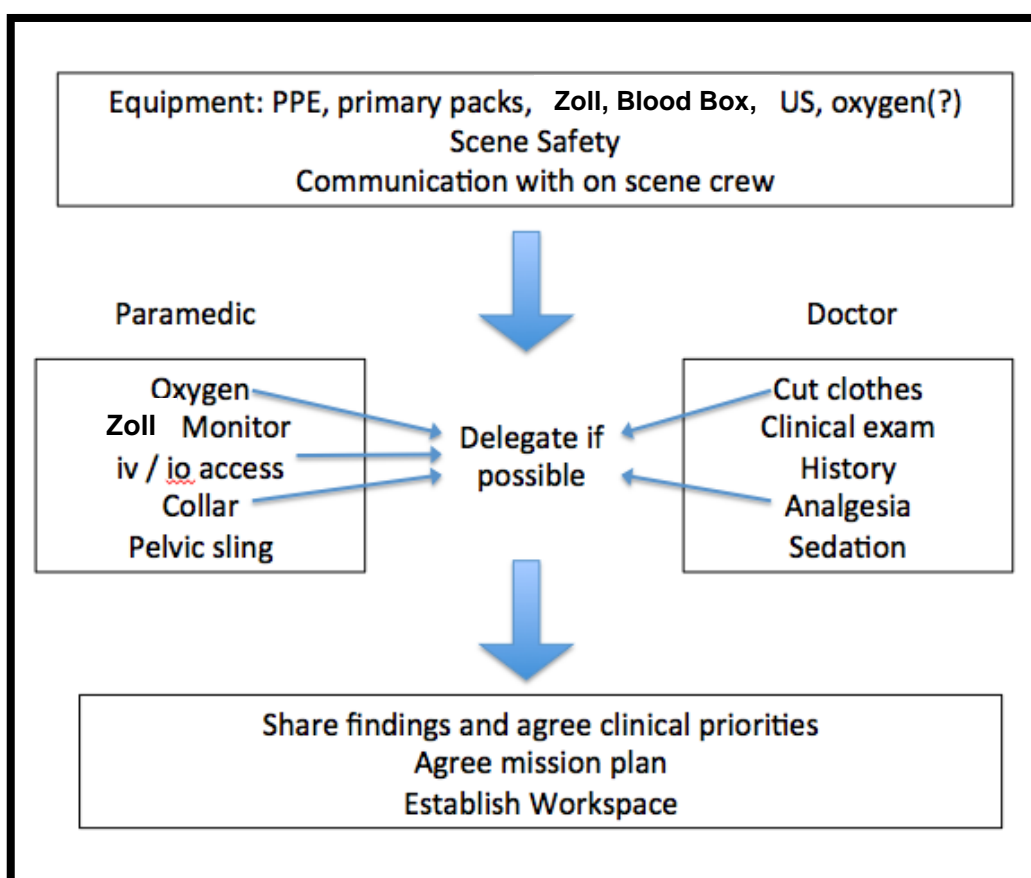 Equipment: PPE, primary packs, Zoll, Blood Box, US, oxygen(?)
Scene Safety
Communication with on scene crew
Paramedic
Oxygen
Zoll Monitor
iv / io access
Collar
Pelvic sling
Delegate if
possible
Doctor
Cut clothes
Clinical exam
History
Analgesia
Sedation
Share findings and agree clinical priorities
Agree mission plan
Establish Workspace